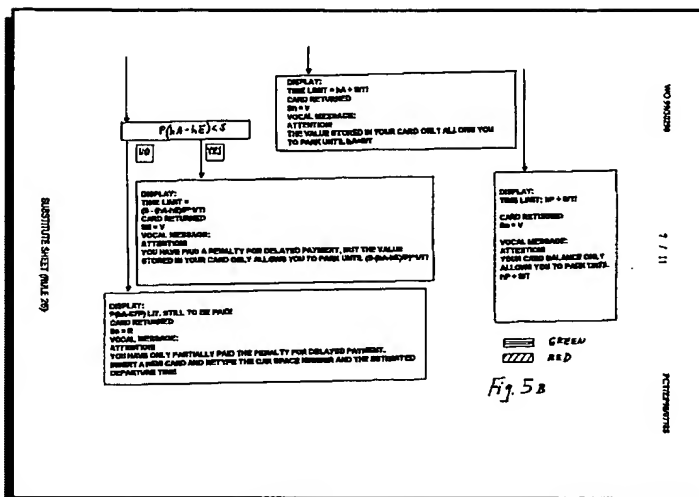 DISPLAY:
TIME LIMIT = hA + S/TI
CARD RETURNED
Sn = V
VOCAL MESSAGE:
ATTENTION!
THE VALUE STORED IN YOUR CARD ONLY ALLOWS YOU
TO PARK UNTIL
P(hA-hE)<S
NO
YES
DISPLAY:
TIME LIMIT =
CARD RETURNED
Sn = V
VOCAL MESSAGE:
ATTENTION!
YOU HAVE PAID A PENALTY FOR DELAYED PAYMENT, BUT THE VALUE
STORED IN YOUR CARD ONLY ALLOWS YOU TO PARK UNTIL
DISPLAY:
LIT. STILL TO BE PAID
CARD RETURNED
Sn = R
VOCAL MESSAGE:
ATTENTION!
YOU HAVE ONLY PARTIALLY PAID THE PENALTY FOR DELAYED PAYMENT.
INSERT A NEW CARD AND RETYPE THE CAR SPACE NUMBER AND THE ESTIMATED
DEPARTURE TIME
DISPLAY:
TIME LIMIT: hP + S/TI
CARD RETURNED
Sn = V
VOCAL MESSAGE:
ATTENTION!
YOUR CARD BALANCE ONLY
ALLOWS YOU TO PARK UNTIL
hP + S/TI
GREEN
RED
Fig. 5B
SUBSTITUTE SHEET (RULE 26)
7 / 11